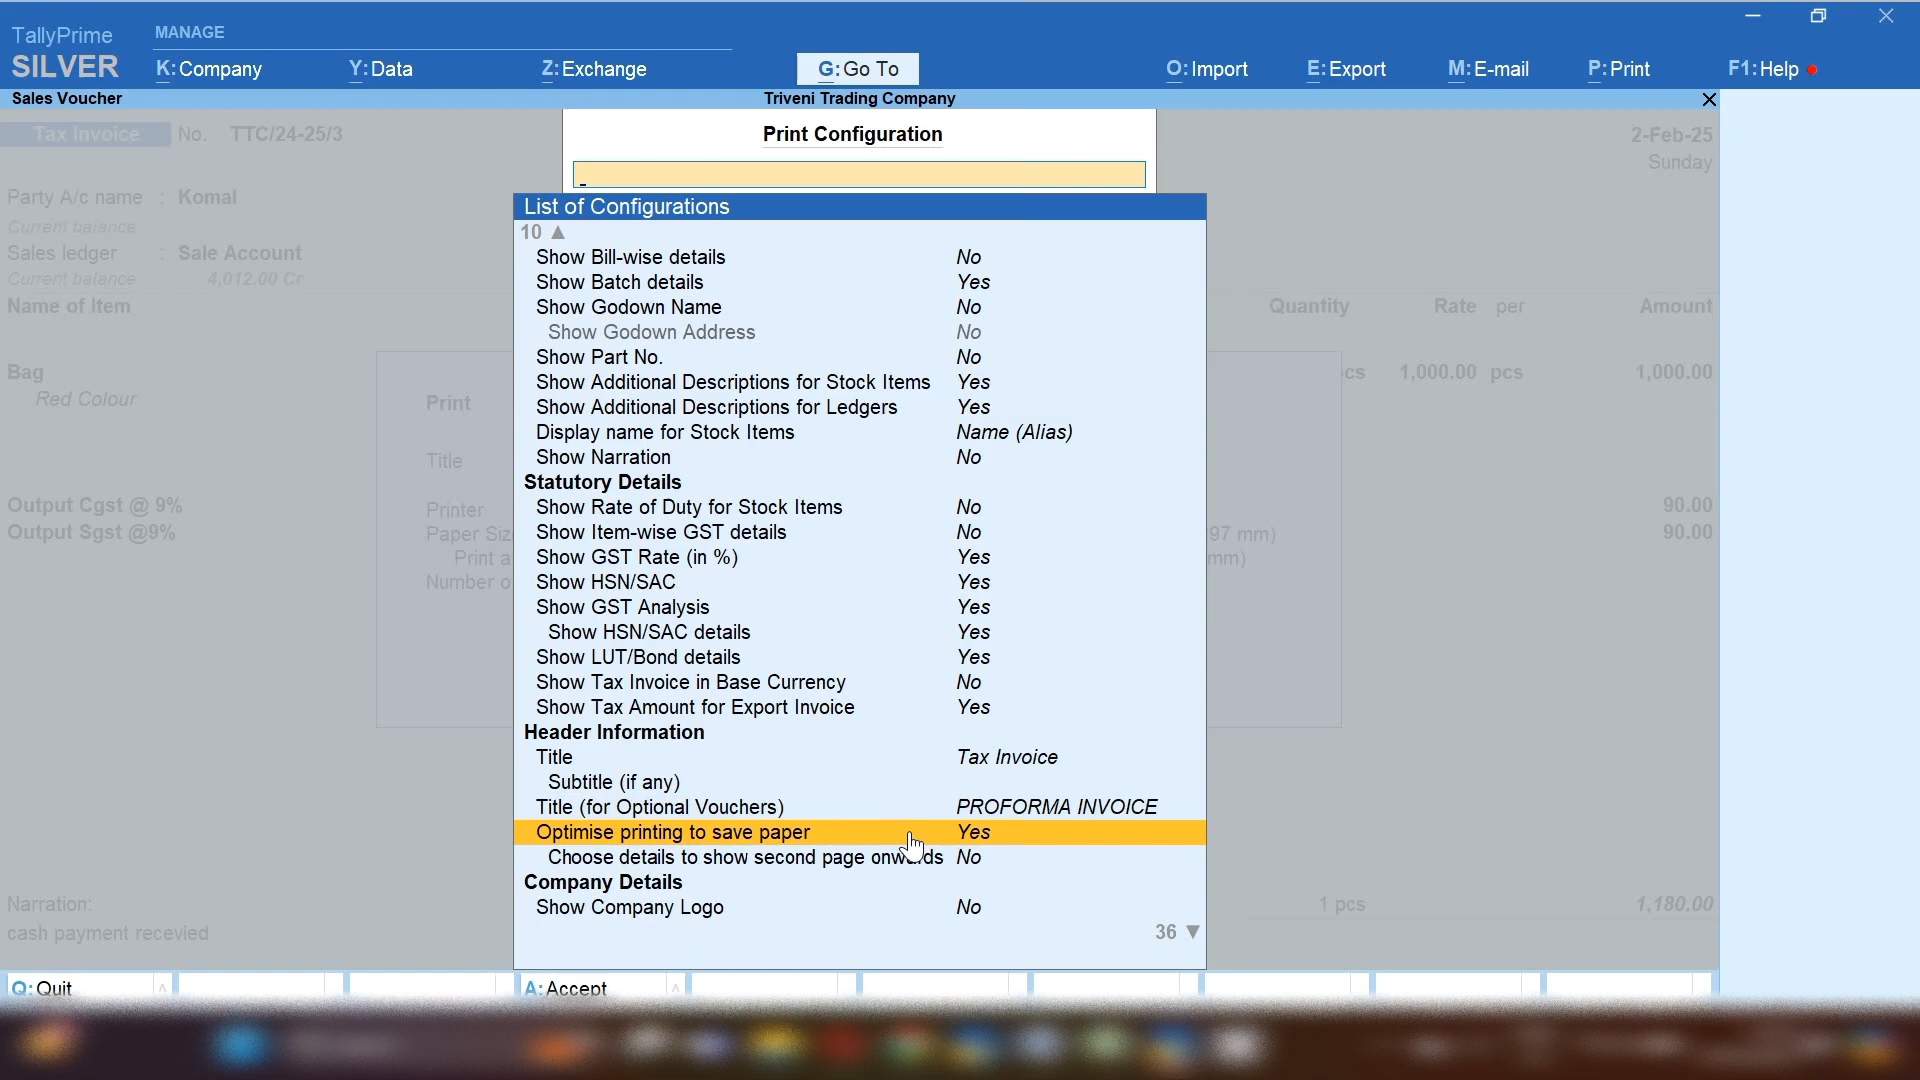 TallyPrime
SILVER
MANAGE
K: Company Y: Data Z: Exchange G: Go To O: Import E: Export M: E-mail P: Print F1: Help
Sales Voucher Triveni Trading Company
Tax Invoice No. TTC/24-25/3 2-Feb-25
Sunday
Print Configuration
Party A/c name : Komal
Current balance
Sales ledger : Sale Account
Current balance 4,012.00 Cr
Name of Item Quantity Rate per Amount
Bag cs 1,000.00 pcs 1,000.00
Red Colour
Output Cgst @ 9% 90.00
Output Sgst @9% 90.00
Print
Title
Printer
Paper Siz 97 mm)
Print a mm)
Number o
List of Configurations
10 ▲
Show Bill-wise details No
Show Batch details Yes
Show Godown Name No
Show Godown Address No
Show Part No. No
Show Additional Descriptions for Stock Items Yes
Show Additional Descriptions for Ledgers Yes
Display name for Stock Items Name (Alias)
Show Narration No
Statutory Details
Show Rate of Duty for Stock Items No
Show Item-wise GST details No
Show GST Rate (in %) Yes
Show HSN/SAC Yes
Show GST Analysis Yes
Show HSN/SAC details Yes
Show LUT/Bond details Yes
Show Tax Invoice in Base Currency No
Show Tax Amount for Export Invoice Yes
Header Information
Title Tax Invoice
Subtitle (if any)
Title (for Optional Vouchers) PROFORMA INVOICE
Optimise printing to save paper Yes
Choose details to show second page onwards No
Company Details
Show Company Logo No
36 ▼
Narration: 1 pcs 1,180.00
cash payment recevied
Q: Quit A: Accept